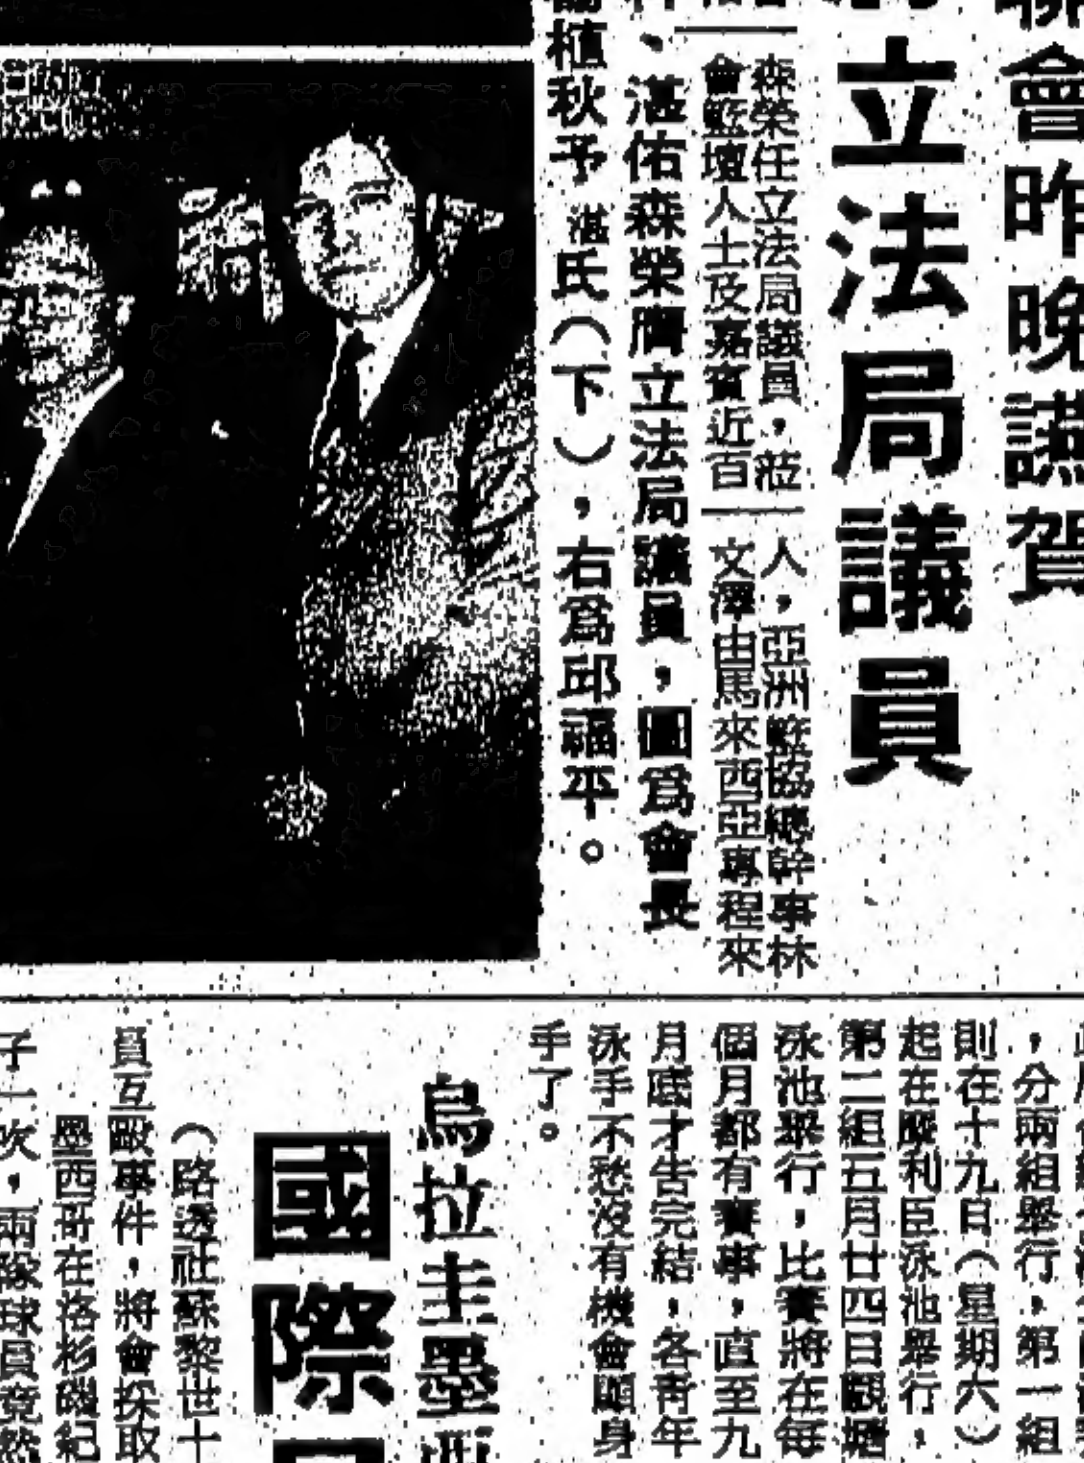 會昨晚讌賀
立法局議員
森榮任立法局議員，蒞
會籃壇人士及嘉賓近百
人，亞洲籃協總幹事林
文澤由馬來西亞專程來
、湛佑森榮膺立法局議員，圖爲會長
植秋予湛氏（下），右爲邱福平。
，分兩組舉行，第一組
則在十九日（星期六）
起在摩利臣泳池舉行，
第二組五月廿四日觀塘
泳池舉行，比賽將在每
個月都有賽事，直至九
月底才告完結，各青年
泳手不愁沒有機會顯身
手了。
烏拉圭墨西
國際
（路透社蘇黎世十
員互毆事件，將會採取
墨西哥在洛杉磯紀
子一次，兩隊球員竟然